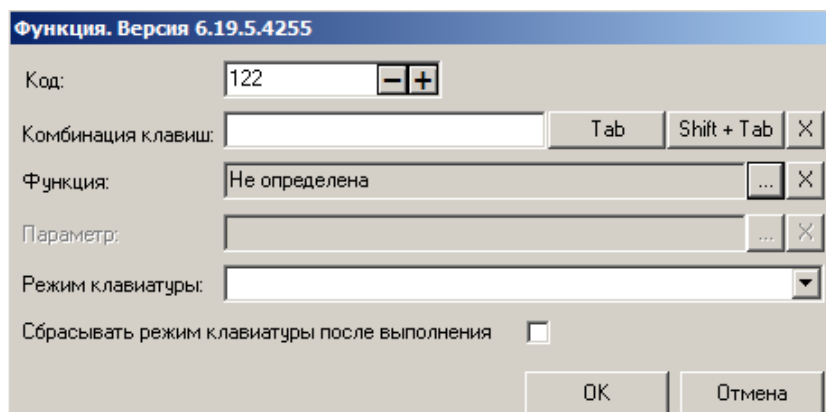 Функция. Версия 6.19.5.4255
Код: 122 − +
Комбинация клавиш: Tab Shift + Tab X
Функция: Не определена ... X
Параметр: ... X
Режим клавиатуры:
Сбрасывать режим клавиатуры после выполнения
OK Отмена